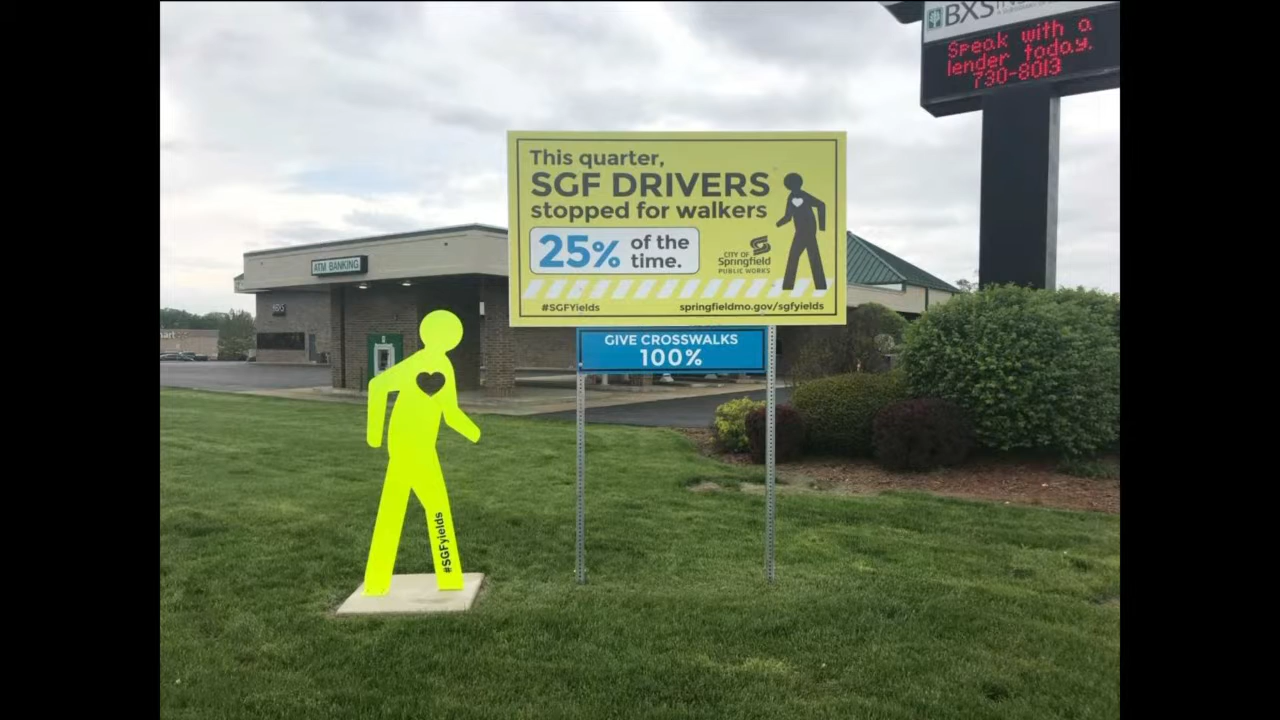 BXS
Speak with a
lender today.
730-8013
This quarter,
SGF DRIVERS
stopped for walkers
25% of the
time.
CITY OF
Springfield
PUBLIC WORKS
#SGFYields
springfieldmo.gov/sgfyields
GIVE CROSSWALKS
100%
ATM BANKING
#SGFyields